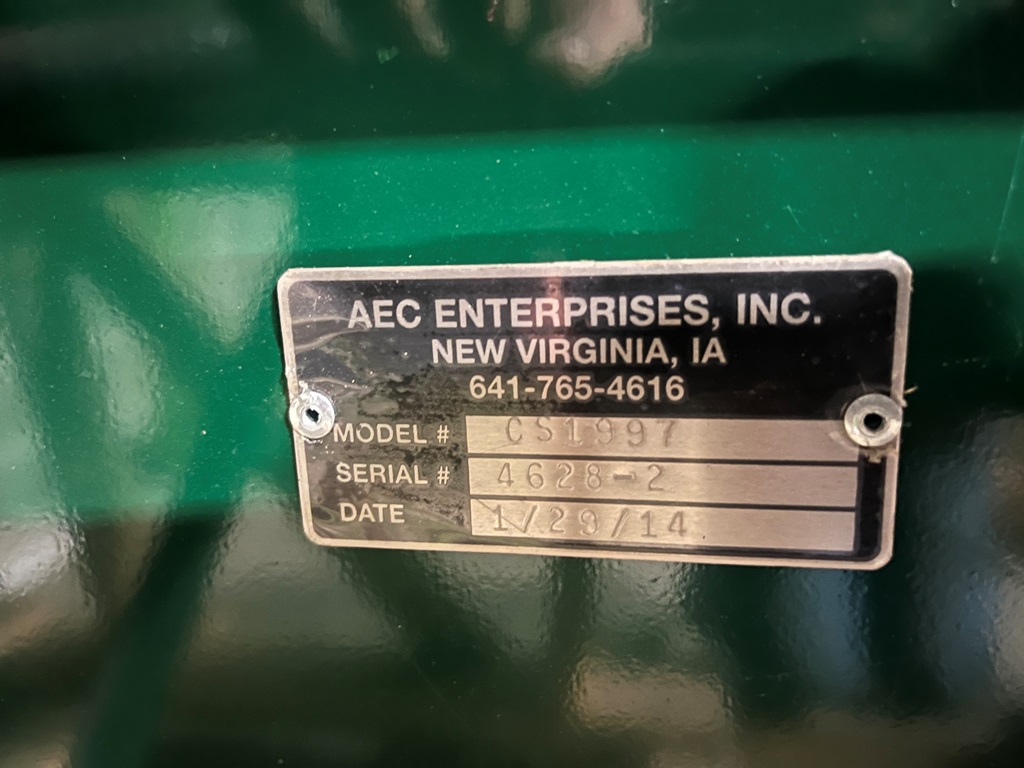 AEC ENTERPRISES, INC.
NEW VIRGINIA, IA
641-765-4616
MODEL # CS1997
SERIAL # 4628-2
DATE 1/29/14